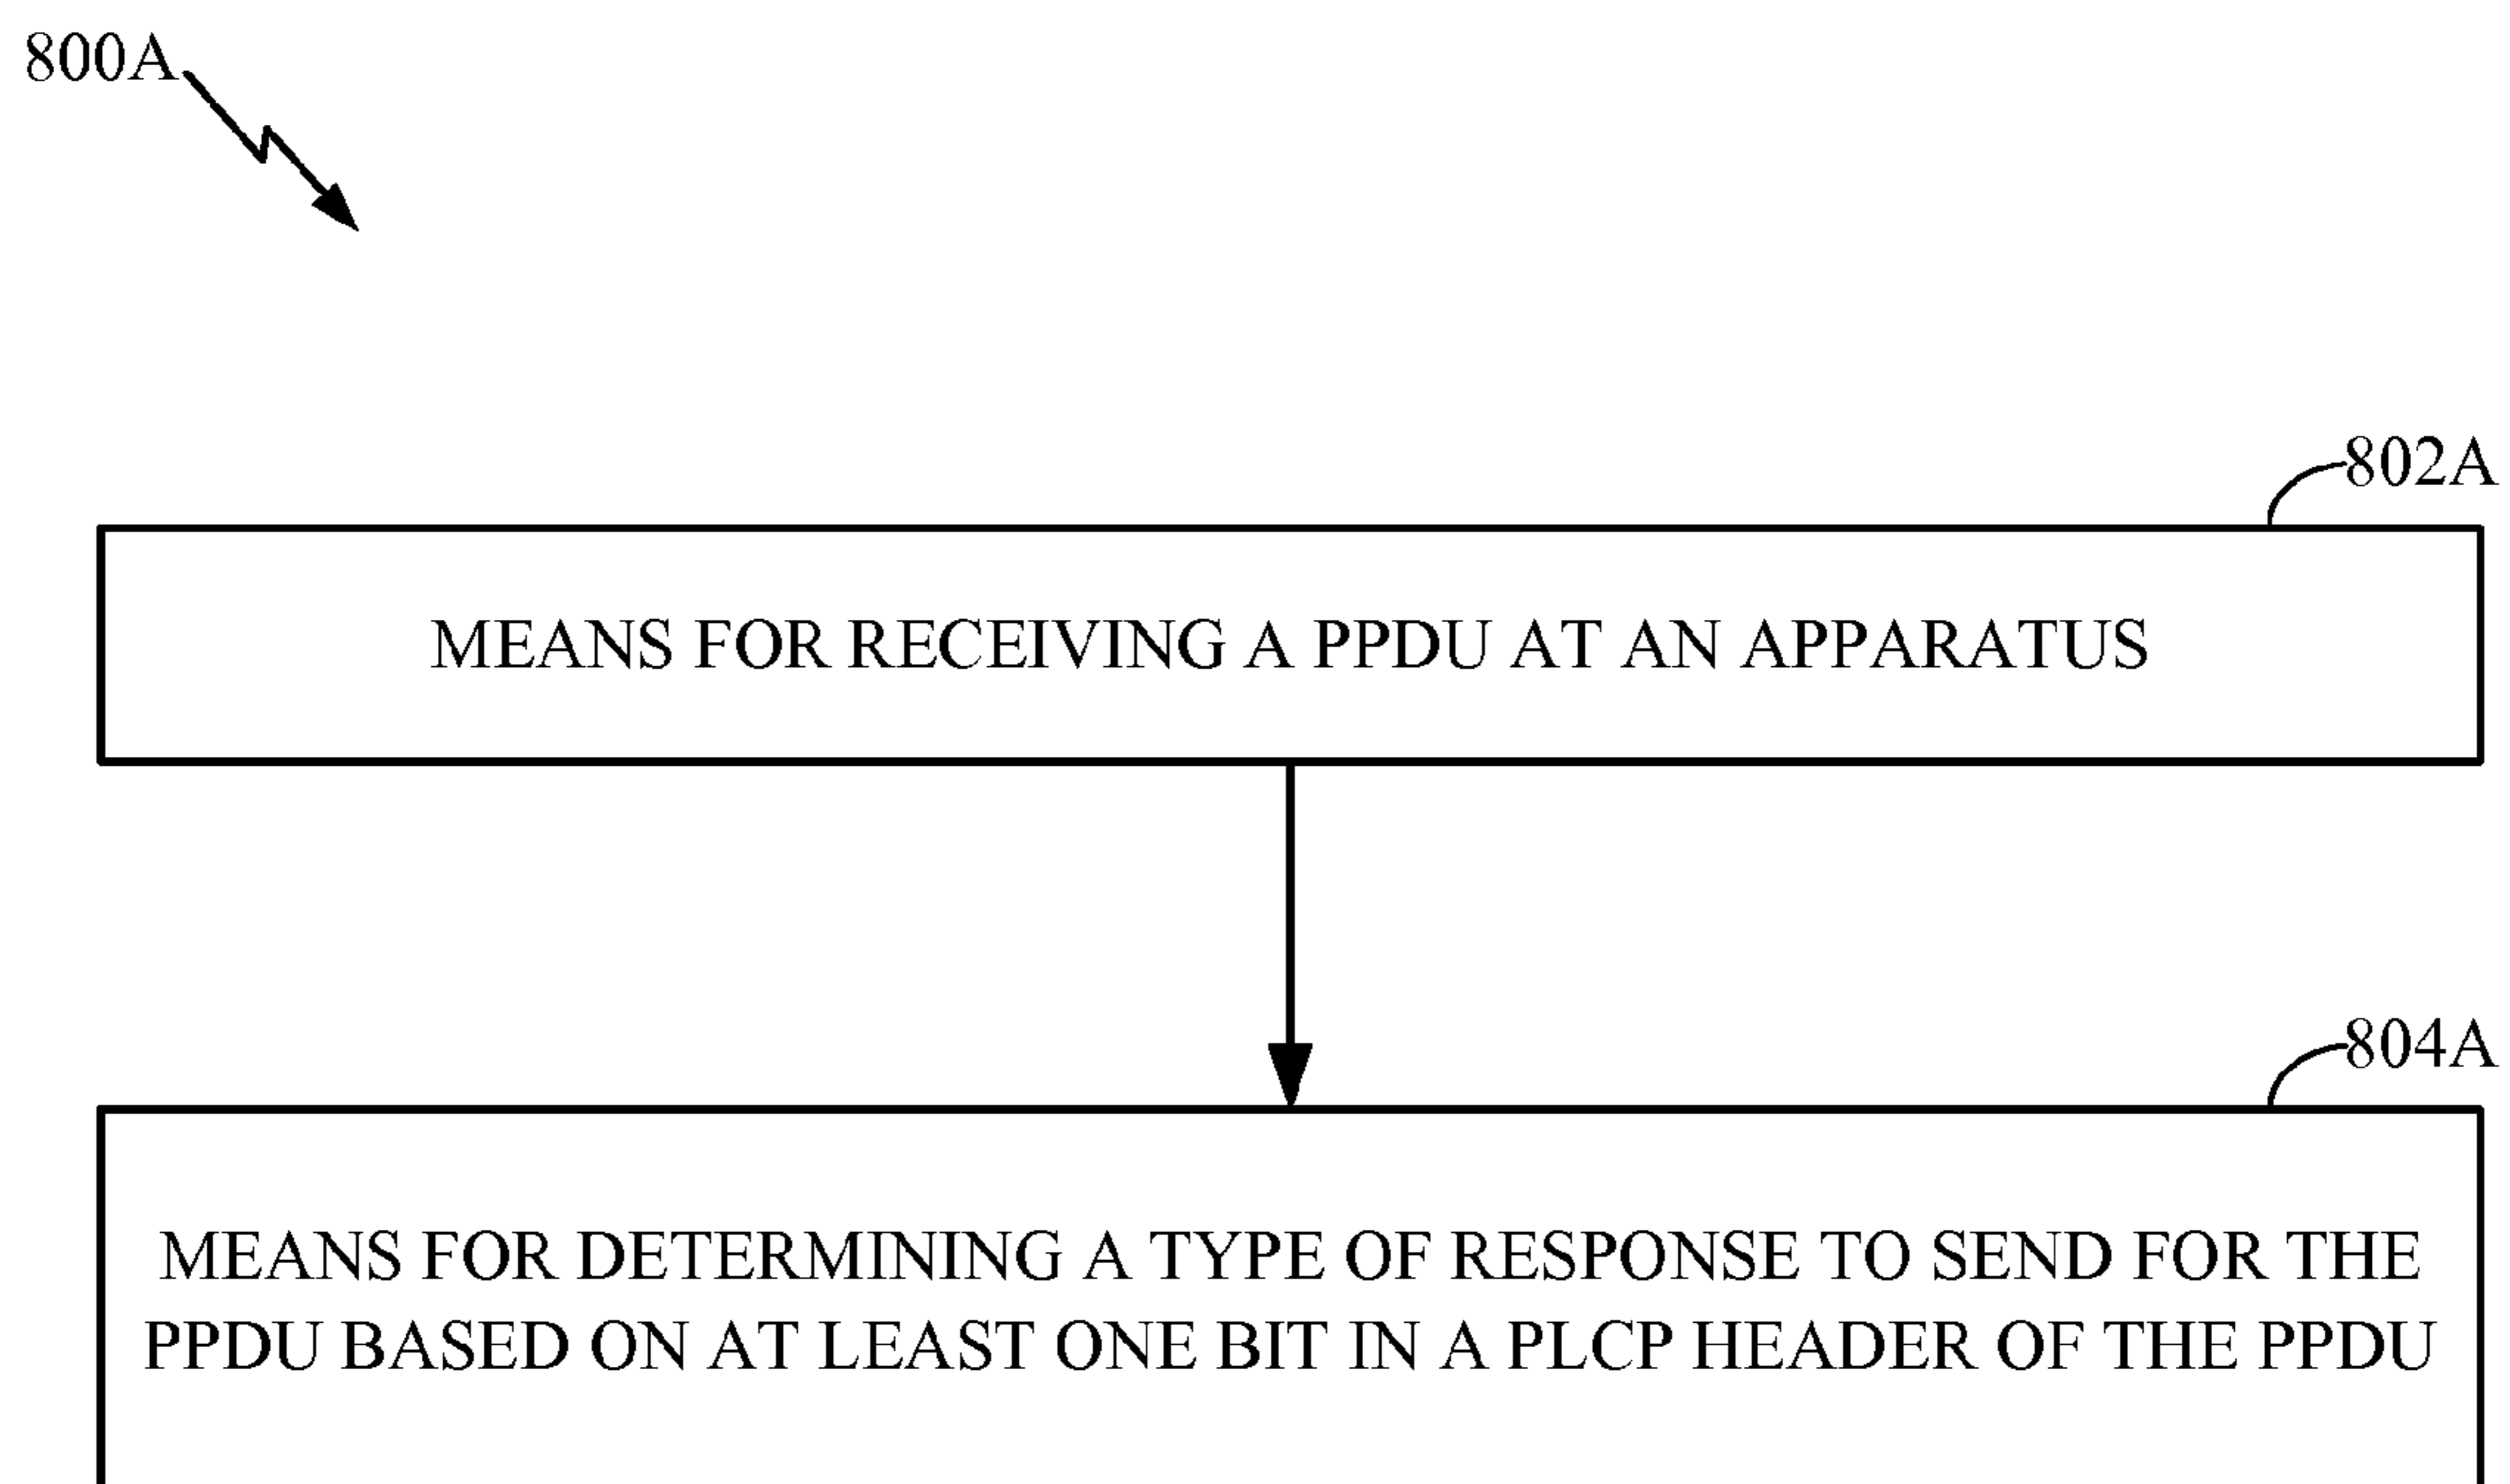 800A
802A
MEANS FOR RECEIVING A PPDU AT AN APPARATUS
804A
MEANS FOR DETERMINING A TYPE OF RESPONSE TO SEND FOR THE
PPDU BASED ON AT LEAST ONE BIT IN A PLCP HEADER OF THE PPDU